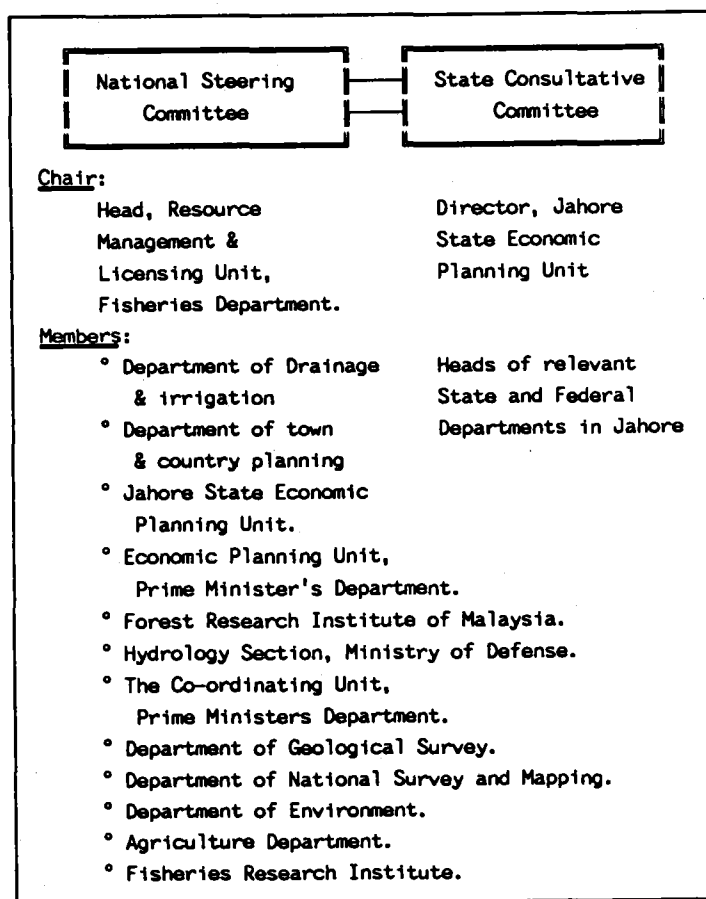 National Steering Committee
State Consultative Committee
Chair:
Head, Resource
Management &
Licensing Unit,
Fisheries Department.
Director, Jahore
State Economic
Planning Unit
Members:
° Department of Drainage
& irrigation
° Department of town
& country planning
° Jahore State Economic
Planning Unit.
° Economic Planning Unit,
Prime Minister's Department.
° Forest Research Institute of Malaysia.
° Hydrology Section, Ministry of Defense.
° The Co-ordinating Unit,
Prime Ministers Department.
° Department of Geological Survey.
° Department of National Survey and Mapping.
° Department of Environment.
° Agriculture Department.
° Fisheries Research Institute.
Heads of relevant
State and Federal
Departments in Jahore